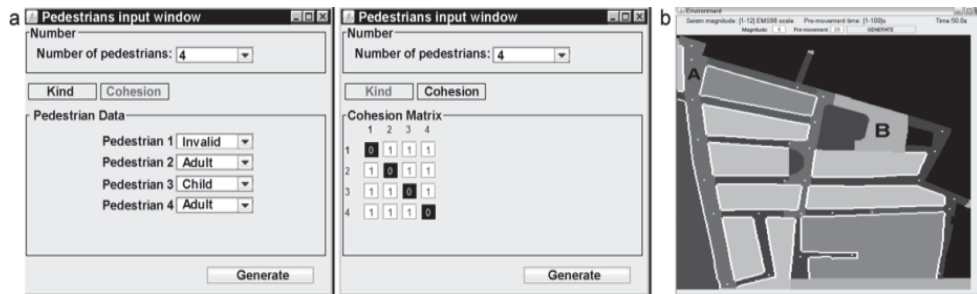 a
Pedestrians input window
Number
Number of pedestrians: 4
Kind Cohesion
Pedestrian Data
Pedestrian 1 Invalid
Pedestrian 2 Adult
Pedestrian 3 Child
Pedestrian 4 Adult
Generate
Pedestrians input window
Number
Number of pedestrians: 4
Kind Cohesion
Cohesion Matrix
1 2 3 4
1 0 1 1 1
2 1 0 1 1
3 1 1 0 1
4 1 1 1 0
Generate
b
Environment
Seism magnitude: [1-12] EMS98 scale Pre-movement time: [1-100]s Time:50.0s
Magnitude: Pre-movement: GENERATE
A
B